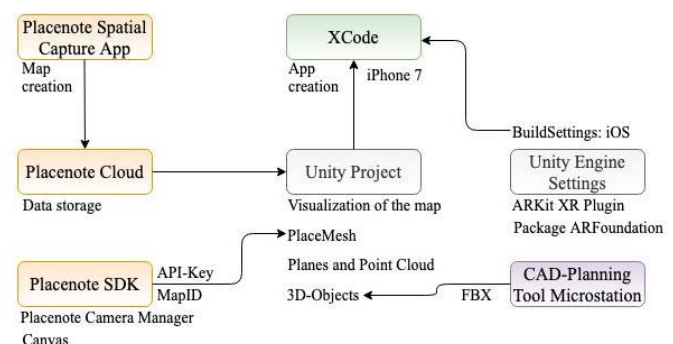 Placenote Spatial
Capture App
Map
creation
XCode
App
creation
iPhone 7
BuildSettings: iOS
Placenote Cloud
Data storage
Unity Project
Visualization of the map
Unity Engine
Settings
ARKit XR Plugin
Package ARFoundation
PlaceMesh
Planes and Point Cloud
3D-Objects
Placenote SDK
API-Key
MapID
Placenote Camera Manager
Canvas
FBX
CAD-Planning
Tool Microstation